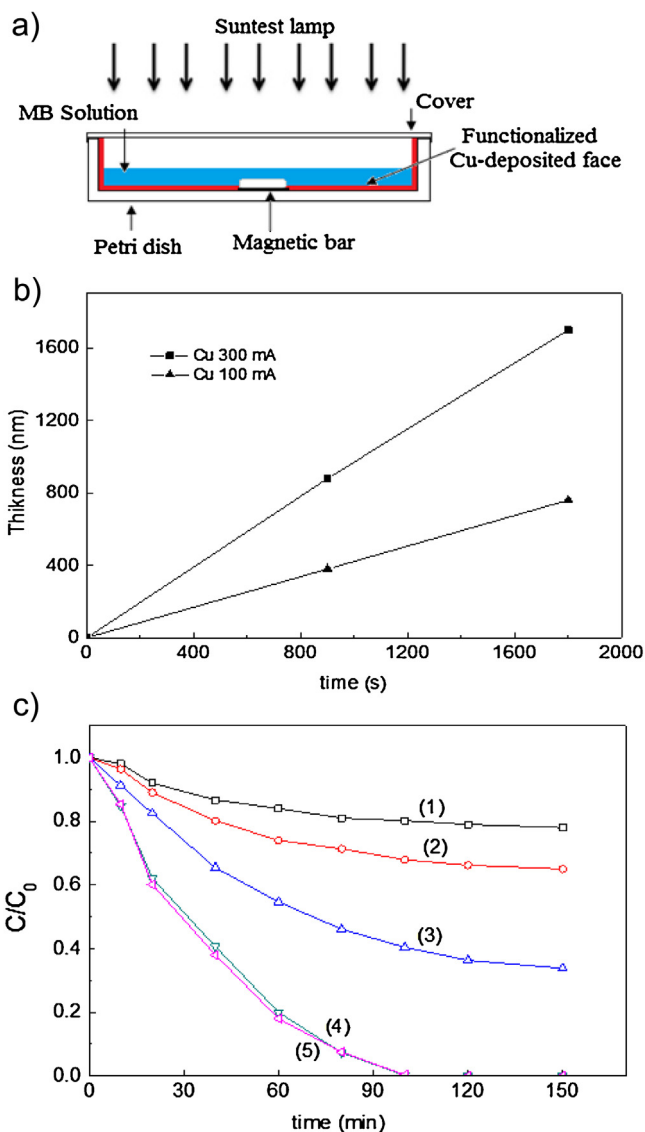 a)
Suntest lamp
MB Solution
Cover
Functionalized
Cu-deposited face
Petri dish
Magnetic bar
b)
Thikness (nm)
1600
1200
800
400
0
Cu 300 mA
Cu 100 mA
0 400 800 1200 1600 2000
time (s)
c)
C/C0
1.0
0.8
0.6
0.4
0.2
0.0
(1)
(2)
(3)
(4)
(5)
0 30 60 90 120 150
time (min)